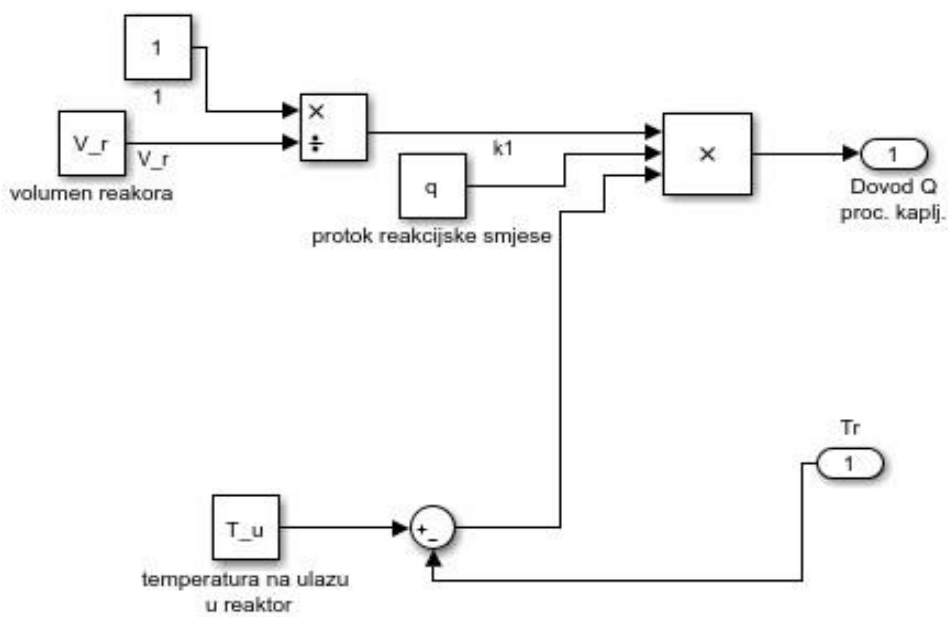 1
1
×
÷
V_r
V_r
volumen reakora
k1
q
protok reakcijske smjese
×
1
Dovod Q
proc. kaplj.
Tr
1
T_u
+
-
temperatura na ulazu
u reaktor